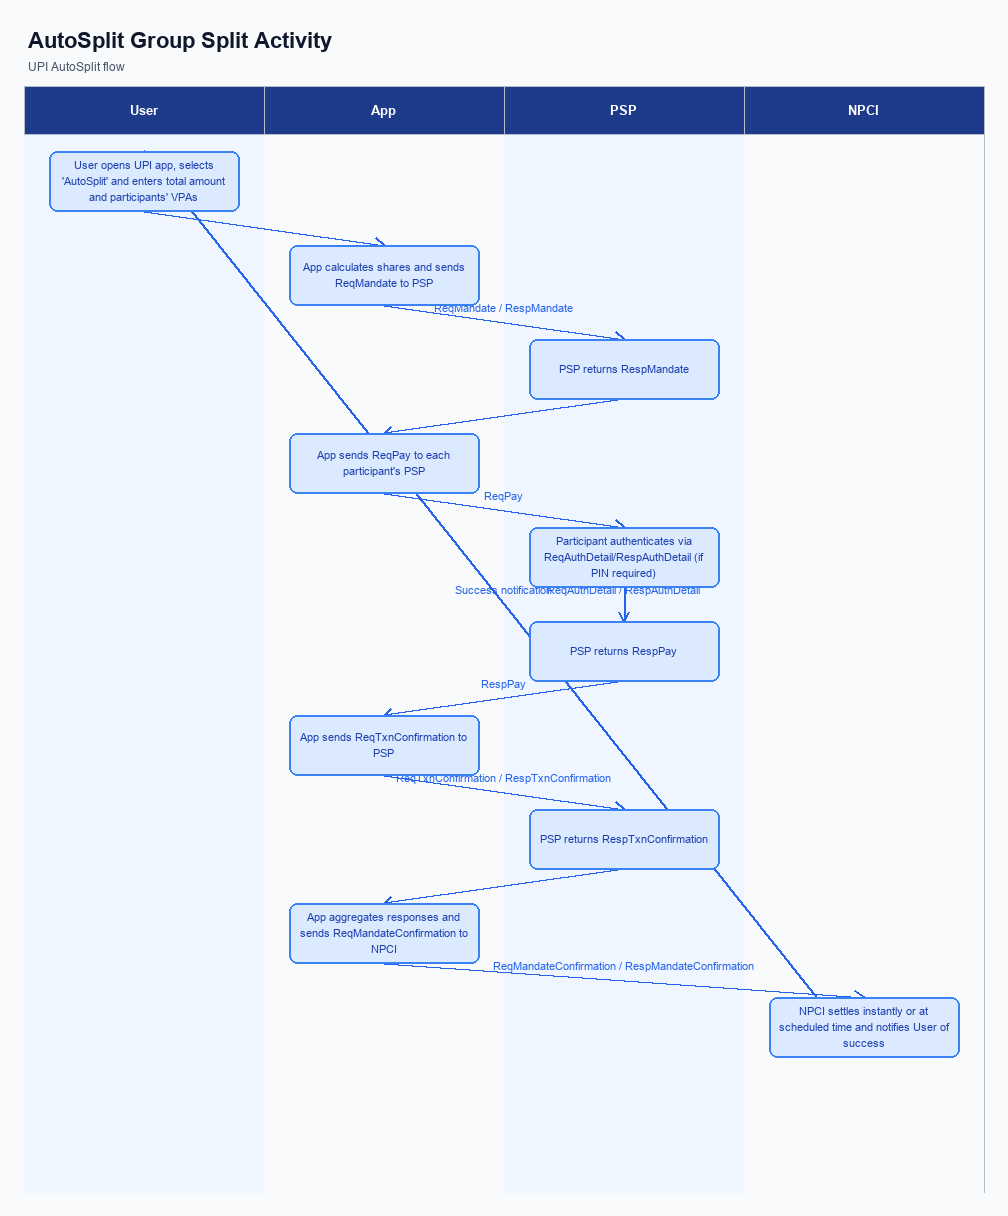 AutoSplit Group Split Activity
UPI AutoSplit flow
User
App
PSP
NPCI
User opens UPI app, selects
'AutoSplit' and enters total amount
and participants' VPAs
App calculates shares and sends
ReqMandate to PSP
ReqMandate / RespMandate
PSP returns RespMandate
App sends ReqPay to each
participant's PSP
ReqPay
Participant authenticates via
ReqAuthDetail/RespAuthDetail (if
PIN required)
Success notification
ReqAuthDetail / RespAuthDetail
PSP returns RespPay
RespPay
App sends ReqTxnConfirmation to
PSP
ReqTxnConfirmation / RespTxnConfirmation
PSP returns RespTxnConfirmation
App aggregates responses and
sends ReqMandateConfirmation to
NPCI
ReqMandateConfirmation / RespMandateConfirmation
NPCI settles instantly or at
scheduled time and notifies User of
success